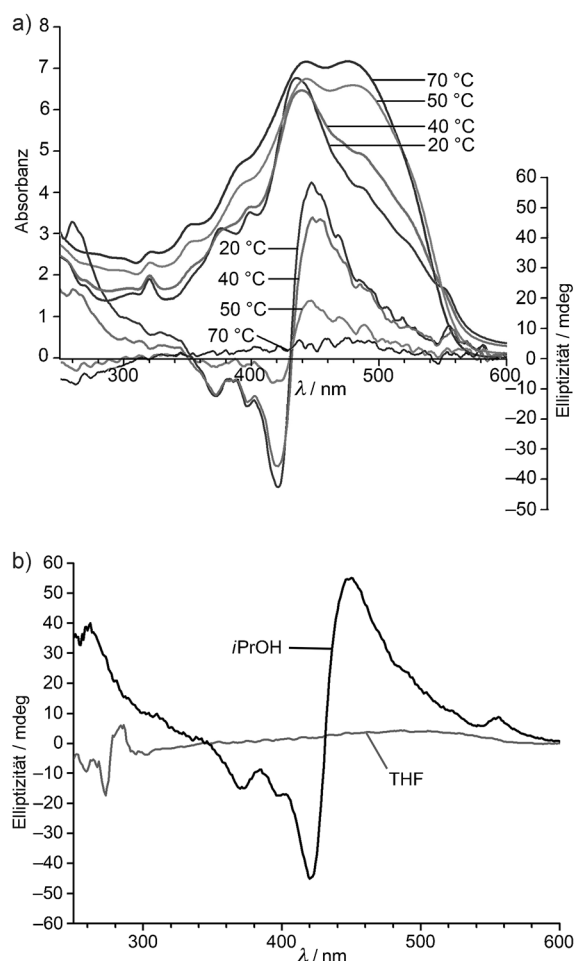 a)
Absorbanz
8
7
6
5
4
3
2
1
0
70 °C
50 °C
40 °C
20 °C
20 °C
40 °C
50 °C
70 °C
300
400
500
600
λ / nm
60
50
40
30
20
10
0
–10
–20
–30
–40
–50
Elliptizität / mdeg
b)
Elliptizität / mdeg
60
50
40
30
20
10
0
–10
–20
–30
–40
–50
–60
iPrOH
THF
300
400
500
600
λ / nm